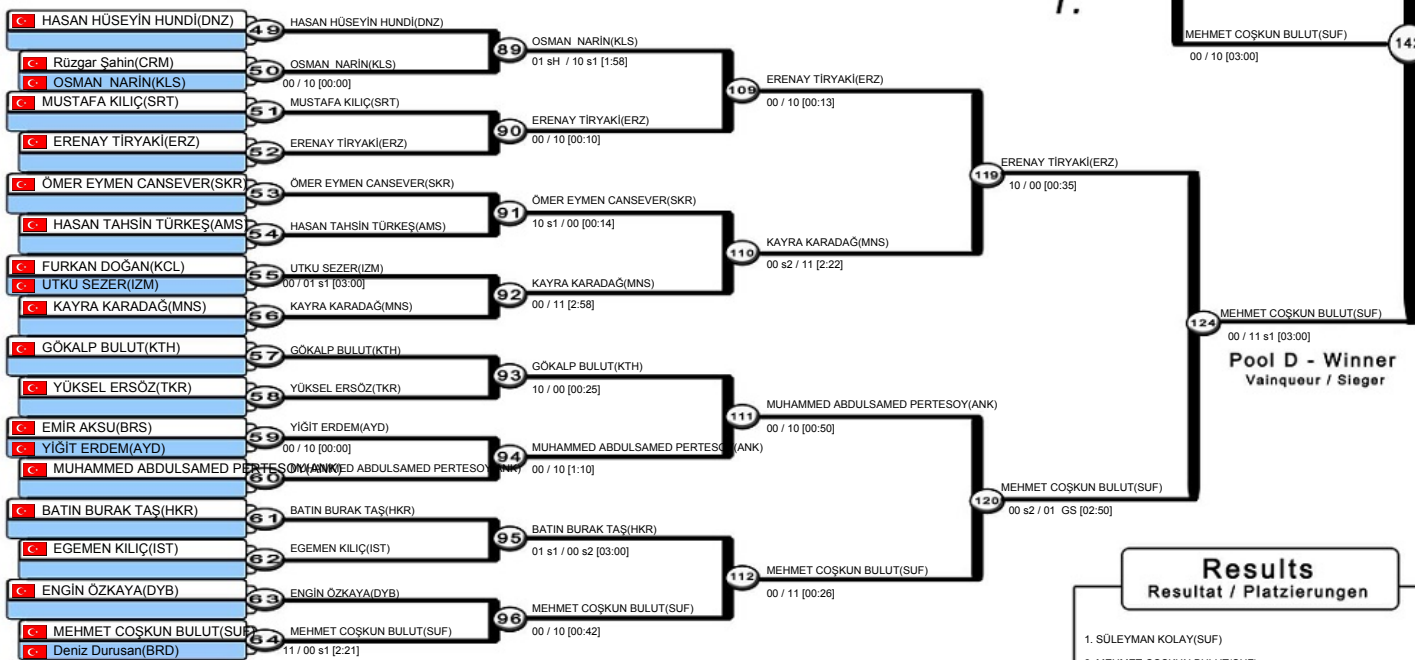 HASAN HÜSEYİN HUNDİ(DNZ)
Rüzgar Şahin(CRM)
OSMAN NARİN(KLS)
MUSTAFA KILIÇ(SRT)
ERENAY TİRYAKİ(ERZ)
ÖMER EYMEN CANSEVER(SKR)
HASAN TAHSİN TÜRKEŞ(AMS)
FURKAN DOĞAN(KCL)
UTKU SEZER(IZM)
KAYRA KARADAĞ(MNS)
GÖKALP BULUT(KTH)
YÜKSEL ERSÖZ(TKR)
EMİR AKSU(BRS)
YİĞİT ERDEM(AYD)
MUHAMMED ABDULSAMED PERTESOY(ANK)
BATIN BURAK TAŞ(HKR)
EGEMEN KILIÇ(IST)
ENGİN ÖZKAYA(DYB)
MEHMET COŞKUN BULUT(SUF)
Deniz Durusan(BRD)
49 HASAN HÜSEYİN HUNDİ(DNZ)
50 OSMAN NARİN(KLS)
00 / 10 [00:00]
51 MUSTAFA KILIÇ(SRT)
52 ERENAY TİRYAKİ(ERZ)
53 ÖMER EYMEN CANSEVER(SKR)
54 HASAN TAHSİN TÜRKEŞ(AMS)
55 UTKU SEZER(IZM)
00 / 01 s1 [03:00]
56 KAYRA KARADAĞ(MNS)
57 GÖKALP BULUT(KTH)
58 YÜKSEL ERSÖZ(TKR)
59 YİĞİT ERDEM(AYD)
00 / 10 [00:00]
60 MUHAMMED ABDULSAMED PERTESOY(ANK)
61 BATIN BURAK TAŞ(HKR)
62 EGEMEN KILIÇ(IST)
63 ENGİN ÖZKAYA(DYB)
64 MEHMET COŞKUN BULUT(SUF)
11 / 00 s1 [2:21]
89 OSMAN NARİN(KLS)
01 sH / 10 s1 [1:58]
90 ERENAY TİRYAKİ(ERZ)
00 / 10 [00:10]
91 ÖMER EYMEN CANSEVER(SKR)
10 s1 / 00 [00:14]
92 KAYRA KARADAĞ(MNS)
00 / 11 [2:58]
93 GÖKALP BULUT(KTH)
10 / 00 [00:25]
94 MUHAMMED ABDULSAMED PERTESOY(ANK)
00 / 10 [1:10]
95 BATIN BURAK TAŞ(HKR)
01 s1 / 00 s2 [03:00]
96 MEHMET COŞKUN BULUT(SUF)
00 / 10 [00:42]
109 ERENAY TİRYAKİ(ERZ)
00 / 10 [00:13]
110 KAYRA KARADAĞ(MNS)
00 s2 / 11 [2:22]
111 MUHAMMED ABDULSAMED PERTESOY(ANK)
00 / 10 [00:50]
112 MEHMET COŞKUN BULUT(SUF)
00 / 11 [00:26]
119 ERENAY TİRYAKİ(ERZ)
10 / 00 [00:35]
120 MEHMET COŞKUN BULUT(SUF)
00 s2 / 01 GS [02:50]
124 MEHMET COŞKUN BULUT(SUF)
00 / 11 s1 [03:00]
Pool D - Winner
Vainqueur / Sieger
MEHMET COŞKUN BULUT(SUF)
00 / 10 [03:00]
Results
Resultat / Platzierungen
1. SÜLEYMAN KOLAY(SUF)